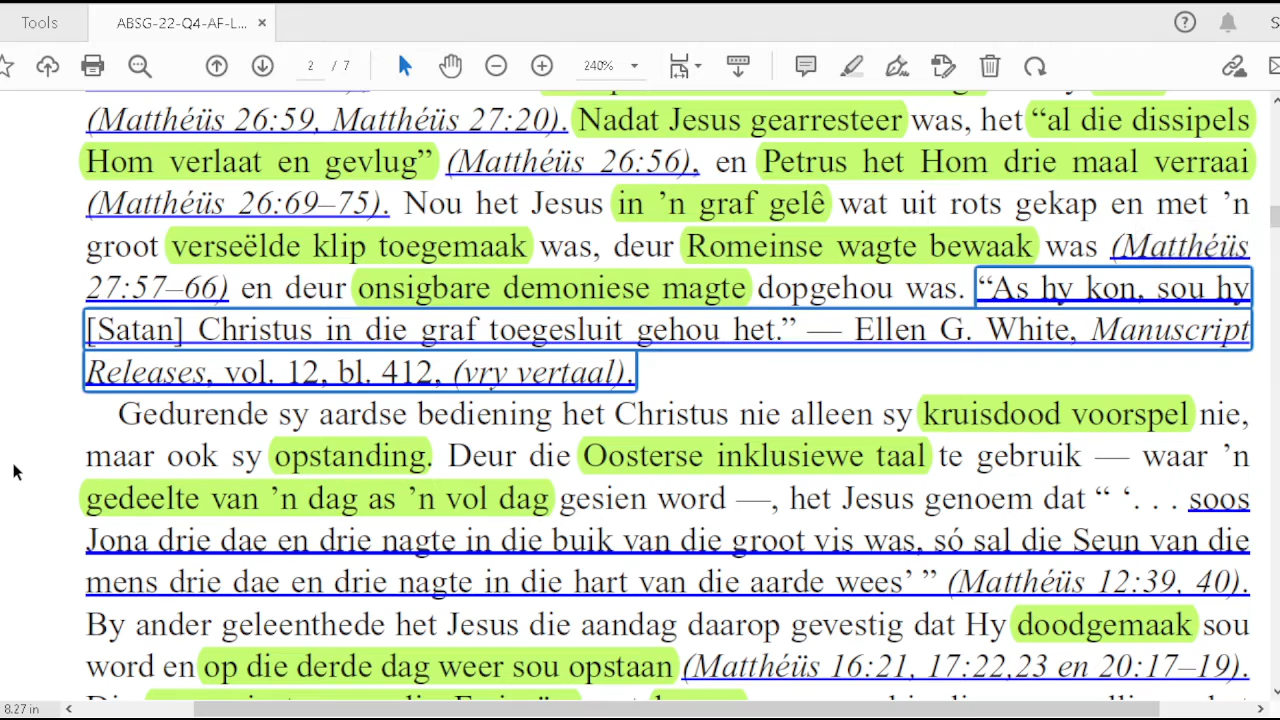 Tools
ABSG-22-Q4-AF-L... ×
2 / 7
240%
(Matthéüs 26:59, Matthéüs 27:20). Nadat Jesus gearresteer was, het “al die dissipels
Hom verlaat en gevlug” (Matthéüs 26:56), en Petrus het Hom drie maal verraai
(Matthéüs 26:69–75). Nou het Jesus in ’n graf gelê wat uit rots gekap en met ’n
groot verseëlde klip toegemaak was, deur Romeinse wagte bewaak was (Matthéüs
27:57–66) en deur onsigbare demoniese magte dopgehou was. “As hy kon, sou hy
[Satan] Christus in die graf toegesluit gehou het.” — Ellen G. White, Manuscript
Releases, vol. 12, bl. 412, (vry vertaal).
Gedurende sy aardse bediening het Christus nie alleen sy kruisdood voorspel nie,
maar ook sy opstanding. Deur die Oosterse inklusiewe taal te gebruik — waar ’n
gedeelte van ’n dag as ’n vol dag gesien word —, het Jesus genoem dat “ ‘. . . soos
Jona drie dae en drie nagte in die buik van die groot vis was, só sal die Seun van die
mens drie dae en drie nagte in die hart van die aarde wees’ ” (Matthéüs 12:39, 40).
By ander geleenthede het Jesus die aandag daarop gevestig dat Hy doodgemaak sou
word en op die derde dag weer sou opstaan (Matthéüs 16:21, 17:22,23 en 20:17–19).
8.27 in